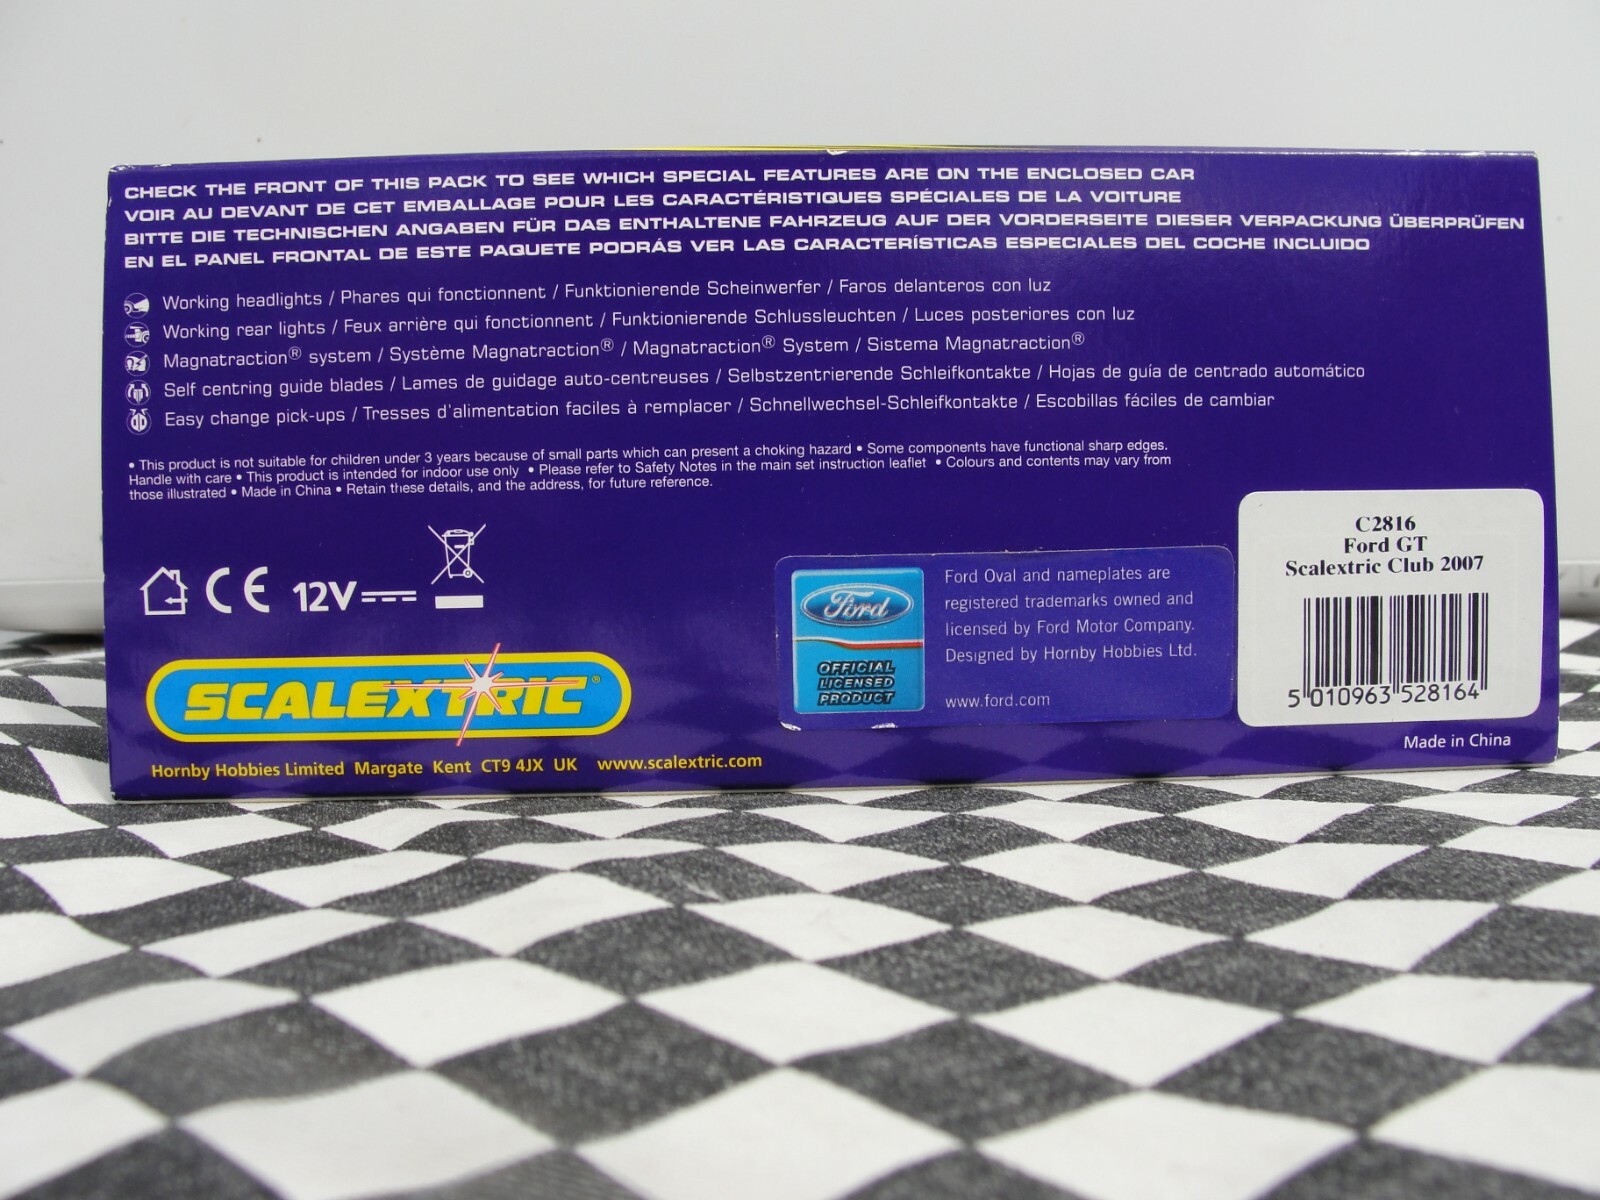 CHECK THE FRONT OF THIS PACK TO SEE WHICH SPECIAL FEATURES ARE ON THE ENCLOSED CAR
VOIR AU DEVANT DE CET EMBALLAGE POUR LES CARACTÉRISTIQUES SPÉCIALES DE LA VOITURE
BITTE DIE TECHNISCHEN ANGABEN FÜR DAS ENTHALTENE FAHRZEUG AUF DER VORDERSEITE DIESER VERPACKUNG ÜBERPRÜFEN
EN EL PANEL FRONTAL DE ESTE PAQUETE PODRÁS VER LAS CARACTERÍSTICAS ESPECIALES DEL COCHE INCLUIDO
Working headlights / Phares qui fonctionnent / Funktionierende Scheinwerfer / Faros delanteros con luz
Working rear lights / Feux arrière qui fonctionnent / Funktionierende Schlussleuchten / Luces posteriores con luz
Magnatraction® system / Système Magnatraction® / Magnatraction® System / Sistema Magnatraction®
Self centring guide blades / Lames de guidage auto-centreuses / Selbstzentrierende Schleifkontakte / Hojas de guía de centrado automático
Easy change pick-ups / Tresses d'alimentation faciles à remplacer / Schnellwechsel-Schleifkontakte / Escobillas fáciles de cambiar
• This product is not suitable for children under 3 years because of small parts which can present a choking hazard • Some components have functional sharp edges.
Handle with care • This product is intended for indoor use only • Please refer to Safety Notes in the main set instruction leaflet • Colours and contents may vary from
those illustrated • Made in China • Retain these details, and the address, for future reference.
CE 12V
SCALEXTRIC®
Hornby Hobbies Limited Margate Kent CT9 4JX UK www.scalextric.com
Ford
OFFICIAL
LICENSED
PRODUCT
Ford Oval and nameplates are
registered trademarks owned and
licensed by Ford Motor Company.
Designed by Hornby Hobbies Ltd.
www.ford.com
C2816
Ford GT
Scalextric Club 2007
5 010963 528164
Made in China